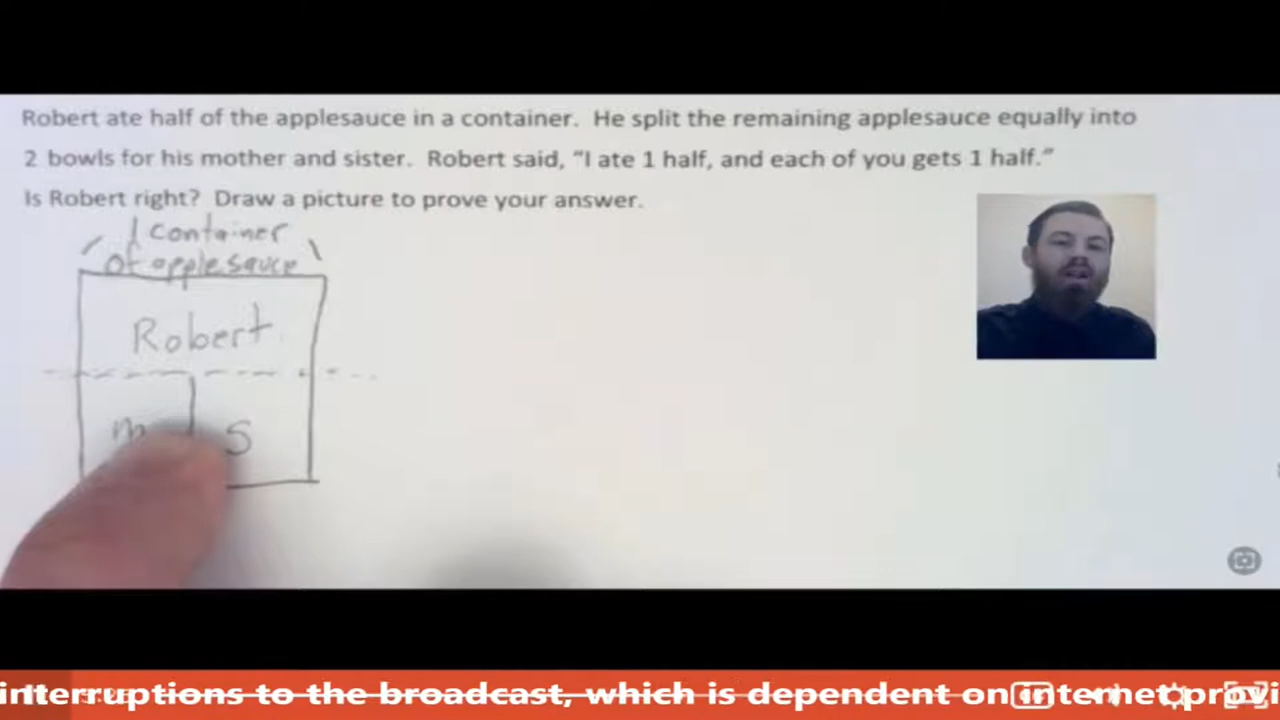 Robert ate half of the applesauce in a container. He split the remaining applesauce equally into
2 bowls for his mother and sister. Robert said, “I ate 1 half, and each of you gets 1 half.”
Is Robert right? Draw a picture to prove your answer.
1 container
of applesauce
Robert
m
s
interruptions to the broadcast, which is dependent on internet provi